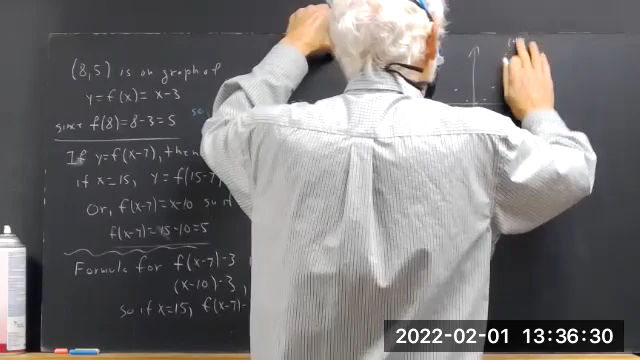 (8,5) is on graph of
y=f(x)=x-3
since f(8)=8-3=5 so,
If y=f(x-7), then
if x=15, y=f(15-7
Or, f(x-7)=x-10 so if
f(x-7)=15-10=5
Formula for f(x-7)-3
(x-10)-3,
so if x=15, f(x-7)-
2022-02-01 13:36:30